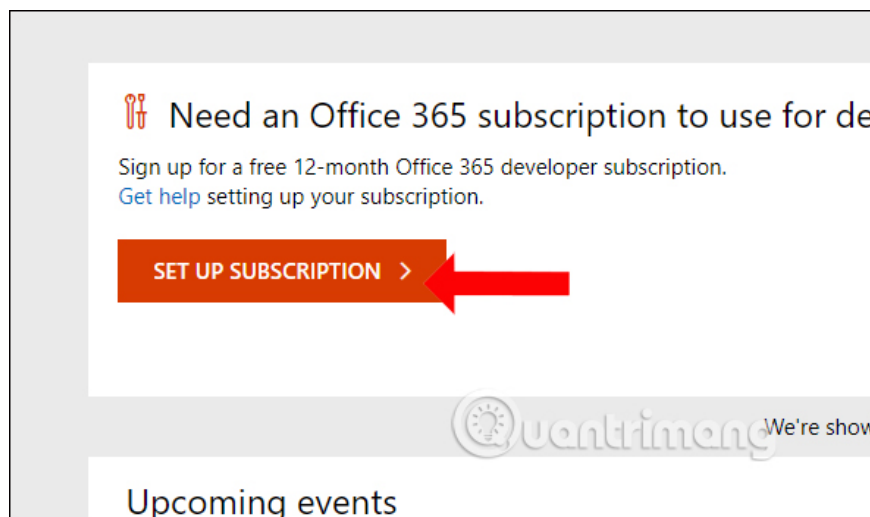 Need an Office 365 subscription to use for de
Sign up for a free 12-month Office 365 developer subscription.
Get help setting up your subscription.
SET UP SUBSCRIPTION >
Quantrimang
We're show
Upcoming events